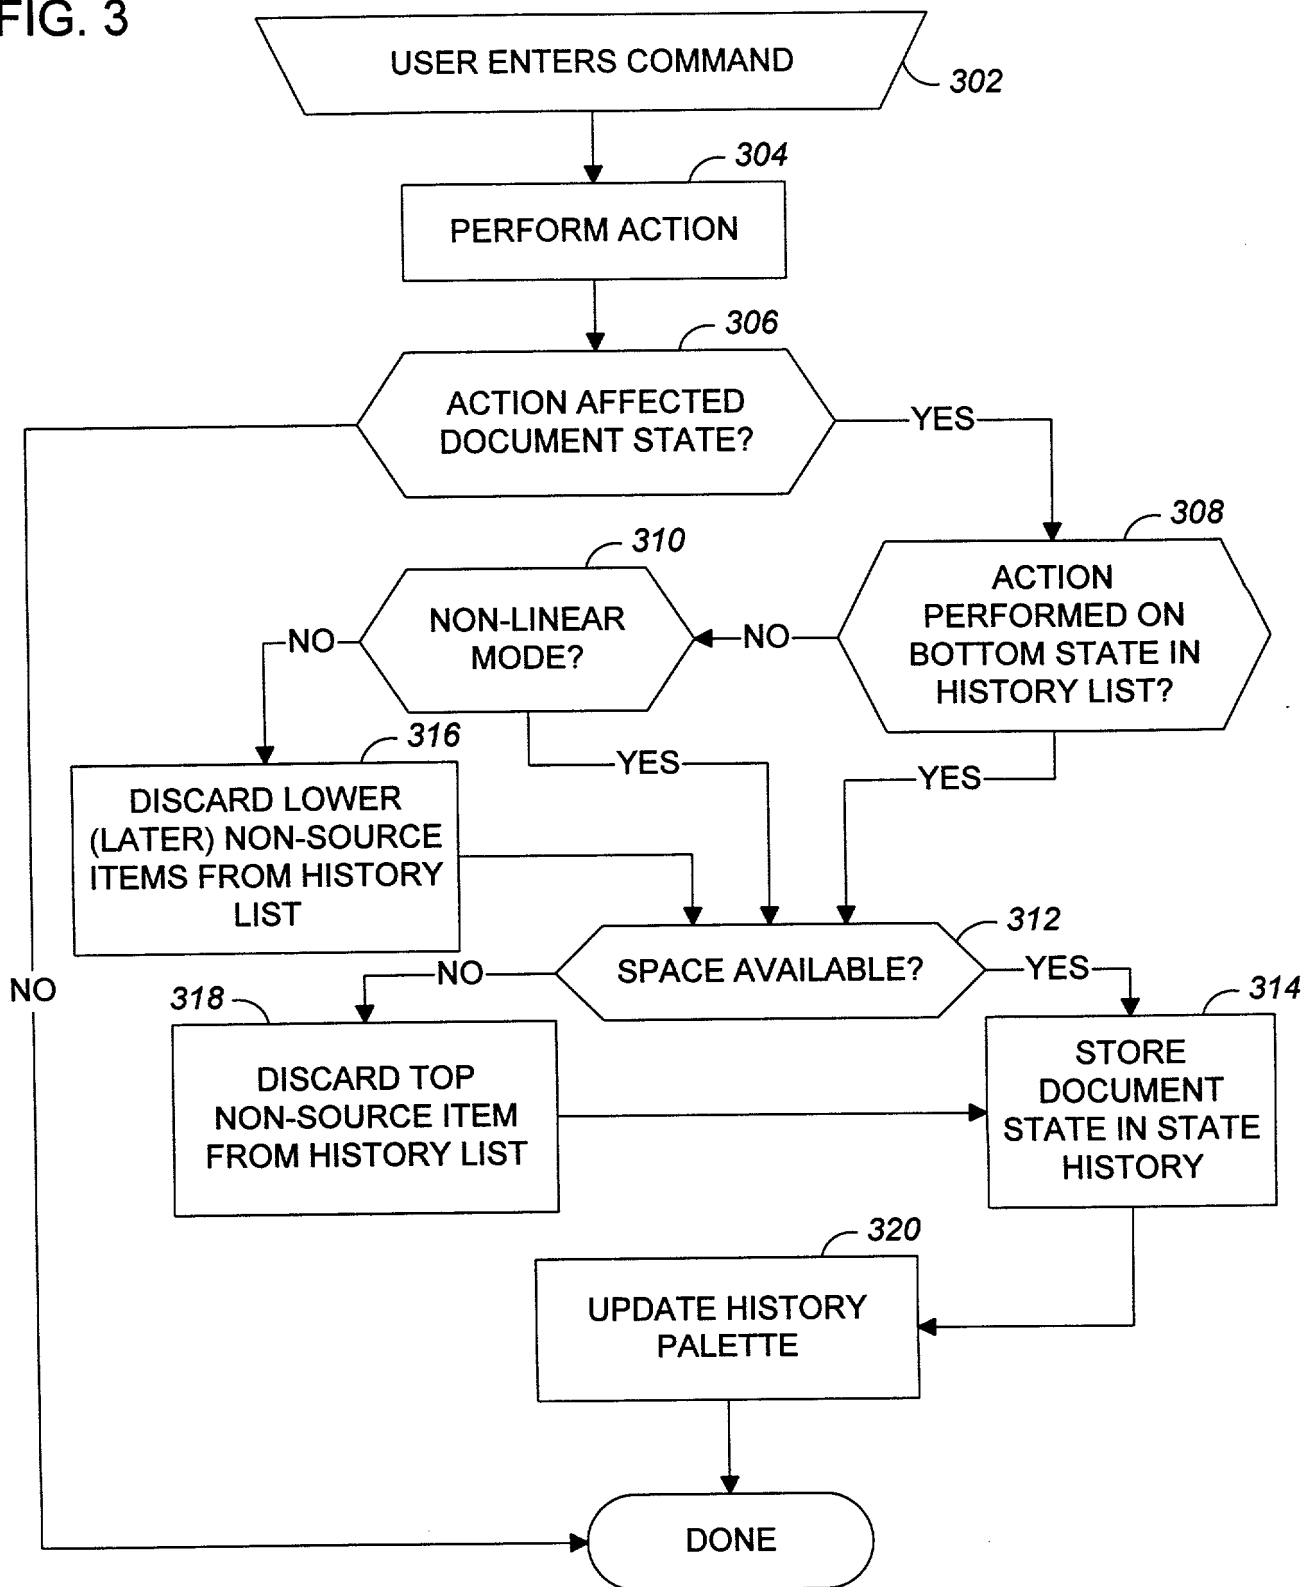 FIG. 3
USER ENTERS COMMAND
302
304
PERFORM ACTION
306
ACTION AFFECTED
DOCUMENT STATE?
YES
308
ACTION
PERFORMED ON
BOTTOM STATE IN
HISTORY LIST?
310
NON-LINEAR
MODE?
NO
NO
316
YES
YES
DISCARD LOWER
(LATER) NON-SOURCE
ITEMS FROM HISTORY
LIST
312
SPACE AVAILABLE?
NO
YES
NO
318
314
DISCARD TOP
NON-SOURCE ITEM
FROM HISTORY LIST
STORE
DOCUMENT
STATE IN STATE
HISTORY
320
UPDATE HISTORY
PALETTE
DONE